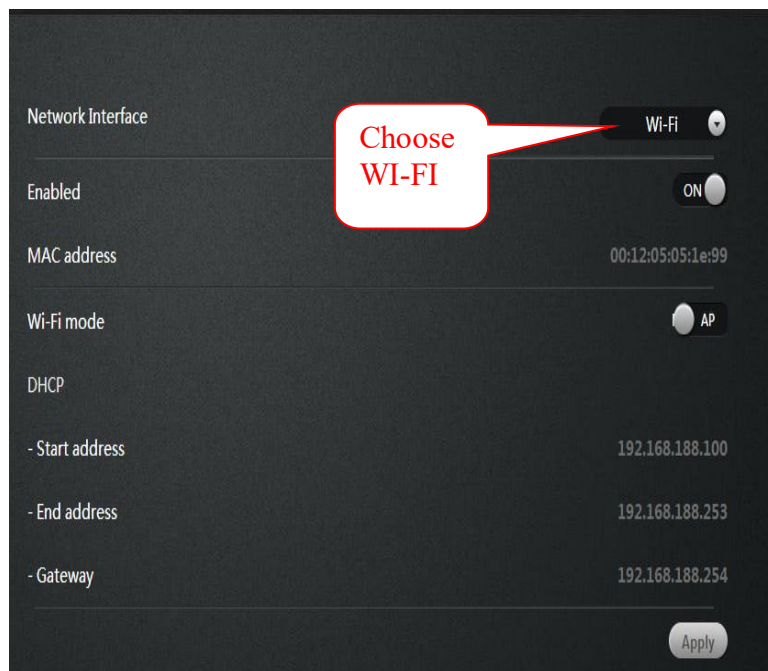 Network Interface
Choose
WI-FI
Wi-Fi
Enabled
ON
MAC address
00:12:05:05:1e:99
Wi-Fi mode
AP
DHCP
- Start address
192.168.188.100
- End address
192.168.188.253
- Gateway
192.168.188.254
Apply